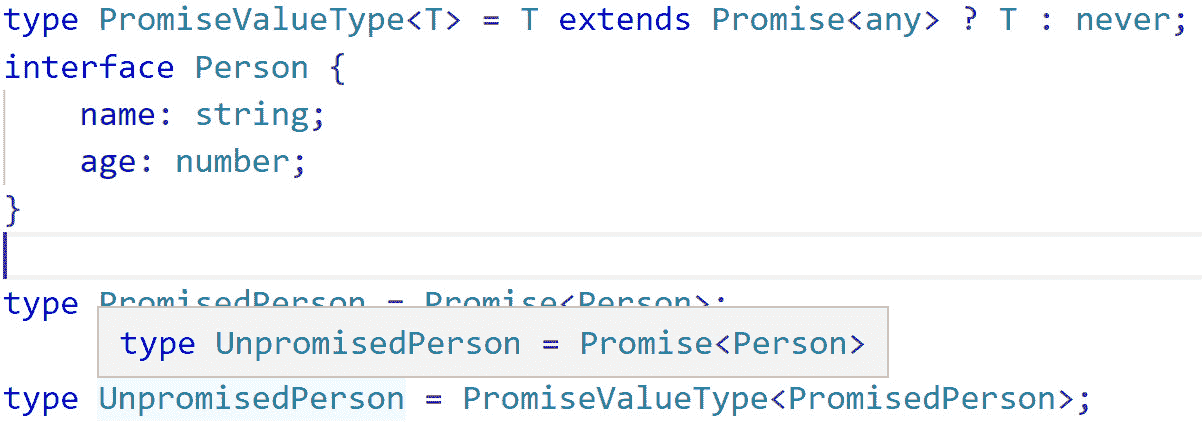 type PromiseValueType<T> = T extends Promise<any> ? T : never;
interface Person {
    name: string;
    age: number;
}
type PromisedPerson = Promise<Person>;
type UnpromisedPerson = Promise<Person>
type UnpromisedPerson = PromiseValueType<PromisedPerson>;